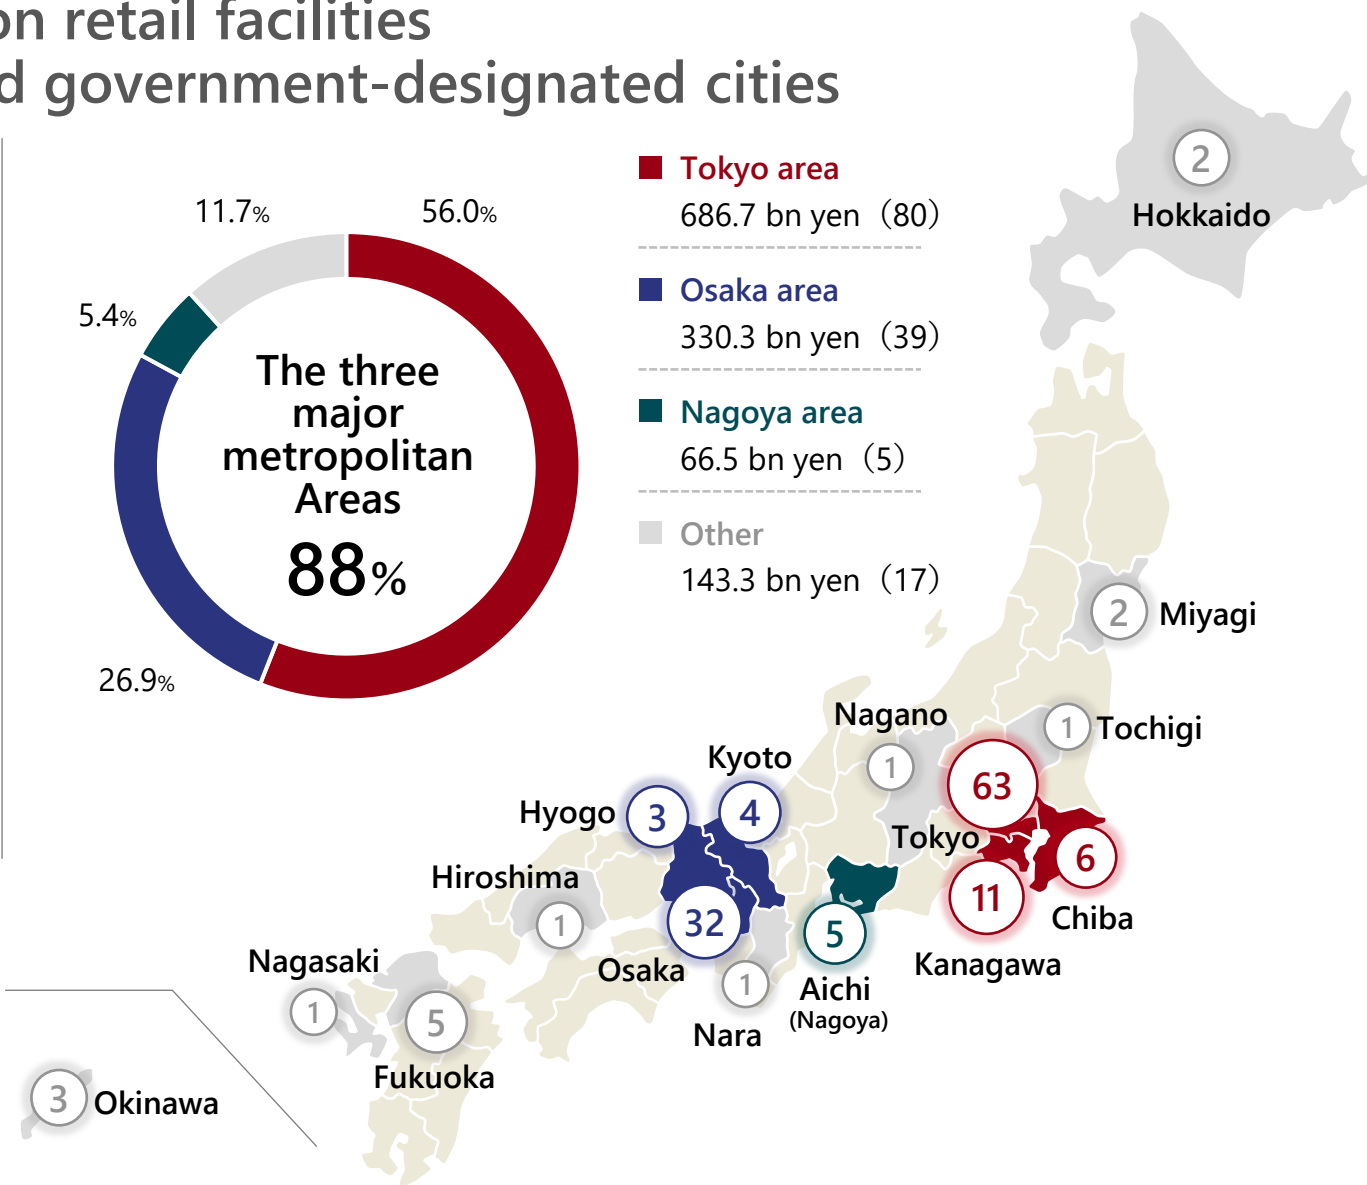 on retail facilities
d government-designated cities
11.7%
56.0%
5.4%
26.9%
The three
major
metropolitan
Areas
88%
Tokyo area
686.7 bn yen（80）
Osaka area
330.3 bn yen（39）
Nagoya area
66.5 bn yen（5）
Other
143.3 bn yen（17）
2
Hokkaido
2 Miyagi
1 Tochigi
Nagano
1
63
Tokyo
6
Chiba
11
Kanagawa
Kyoto
4
Hyogo 3
Hiroshima
1
32
Osaka
5
Aichi
(Nagoya)
1
Nara
Nagasaki
1
5
Fukuoka
3 Okinawa